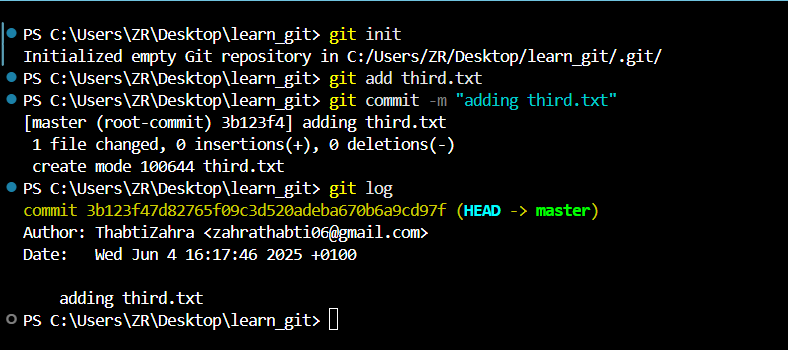 PS C:\Users\ZR\Desktop\learn_git> git init
Initialized empty Git repository in C:/Users/ZR/Desktop/learn_git/.git/
PS C:\Users\ZR\Desktop\learn_git> git add third.txt
PS C:\Users\ZR\Desktop\learn_git> git commit -m "adding third.txt"
[master (root-commit) 3b123f4] adding third.txt
 1 file changed, 0 insertions(+), 0 deletions(-)
 create mode 100644 third.txt
PS C:\Users\ZR\Desktop\learn_git> git log
commit 3b123f47d82765f09c3d520adeba670b6a9cd97f (HEAD -> master)
Author: ThabtiZahra <zahrathabti06@gmail.com>
Date:   Wed Jun 4 16:17:46 2025 +0100
    adding third.txt
PS C:\Users\ZR\Desktop\learn_git>